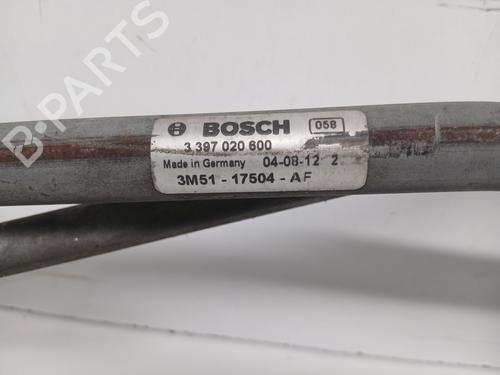 BOSCH 058
3 397 020 600
Made in Germany 04-08-12 2
3M51 - 17504 - AF
B-PARTS